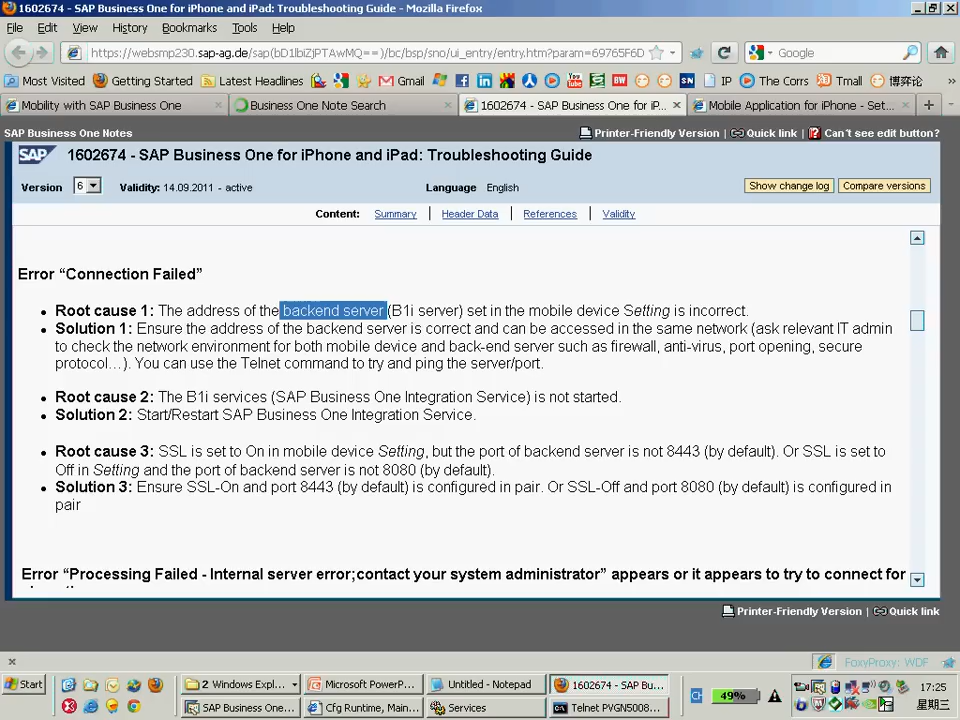 1602674 - SAP Business One for iPhone and iPad: Troubleshooting Guide - Mozilla Firefox
File Edit View History Bookmarks Tools Help
https://websmp230.sap-ag.de/sap(bD1lbiZjPTAwMQ==)/bc/bsp/sno/ui_entry/entry.htm?param=69765F6D
Google
Most Visited Getting Started Latest Headlines Gmail IP The Corrs Tmall 博弈论 »
Mobility with SAP Business One Business One Note Search 1602674 - SAP Business One for iP... Mobile Application for iPhone - Set...
SAP Business One Notes Printer-Friendly Version | Quick link | Can't see edit button?
SAP 1602674 - SAP Business One for iPhone and iPad: Troubleshooting Guide
Version 6 Validity: 14.09.2011 - active Language English Show change log Compare versions
Content: Summary | Header Data | References | Validity
Error “Connection Failed”
• Root cause 1: The address of the backend server (B1i server) set in the mobile device Setting is incorrect.
• Solution 1: Ensure the address of the backend server is correct and can be accessed in the same network (ask relevant IT admin
to check the network environment for both mobile device and back-end server such as firewall, anti-virus, port opening, secure
protocol…). You can use the Telnet command to try and ping the server/port.
• Root cause 2: The B1i services (SAP Business One Integration Service) is not started.
• Solution 2: Start/Restart SAP Business One Integration Service.
• Root cause 3: SSL is set to On in mobile device Setting, but the port of backend server is not 8443 (by default). Or SSL is set to
Off in Setting and the port of backend server is not 8080 (by default).
• Solution 3: Ensure SSL-On and port 8443 (by default) is configured in pair. Or SSL-Off and port 8080 (by default) is configured in
pair
Error “Processing Failed - Internal server error;contact your system administrator” appears or it appears to try to connect for
Printer-Friendly Version | Quick link
FoxyProxy: WDF
Start 2 Windows Expl... Microsoft PowerP... Untitled - Notepad 1602674 - SAP Bu... 49% 17:25
SAP Business One... Cfg Runtime, Main... Services Telnet PVGN5008... 星期三